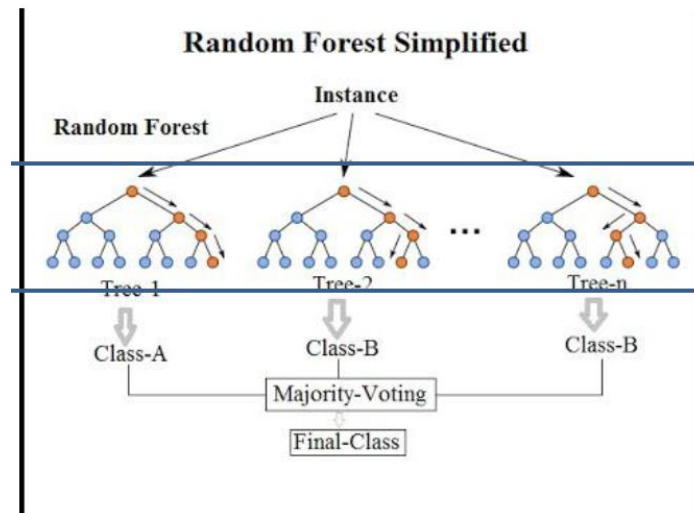 Random Forest Simplified
Instance
Random Forest
...
Tree-1 Tree-2 Tree-n
Class-A Class-B Class-B
Majority-Voting
Final-Class